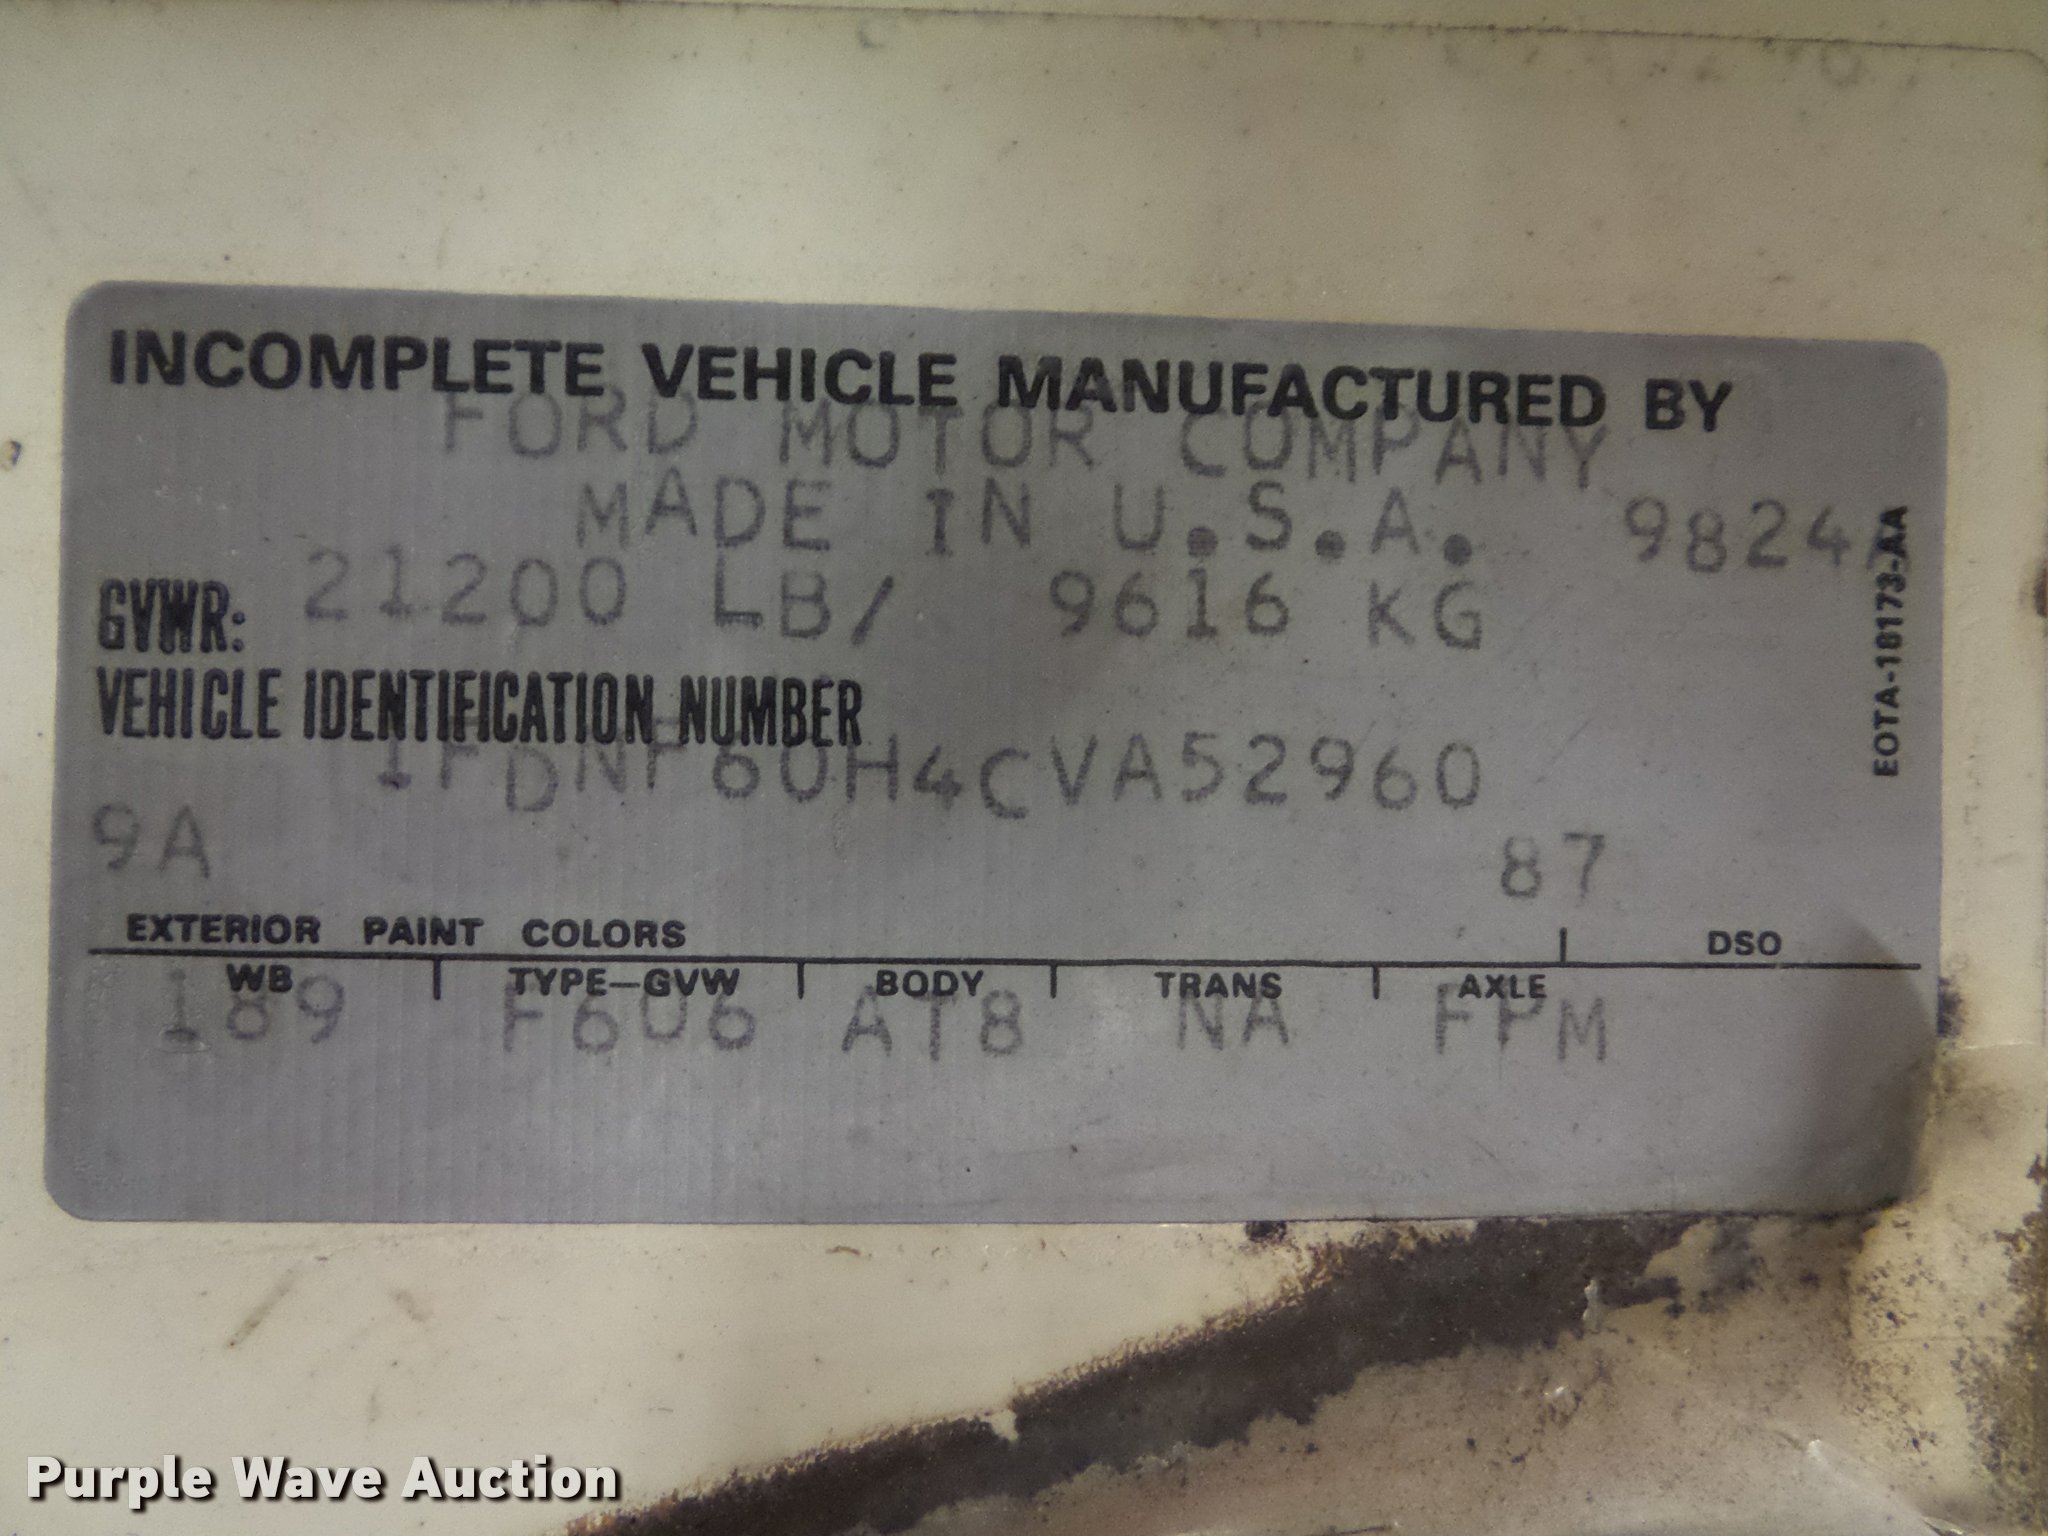 INCOMPLETE VEHICLE MANUFACTURED BY
FORD MOTOR COMPANY
MADE IN U.S.A. 9824
GVWR: 21200 LB/ 9616 KG
VEHICLE IDENTIFICATION NUMBER
1FDNF60H4CVA52960
EOTA-10173-AA
9A 87
EXTERIOR PAINT COLORS DSO
WB TYPE-GVW BODY TRANS AXLE
189 F606 AT8 NA FPM
Purple Wave Auction